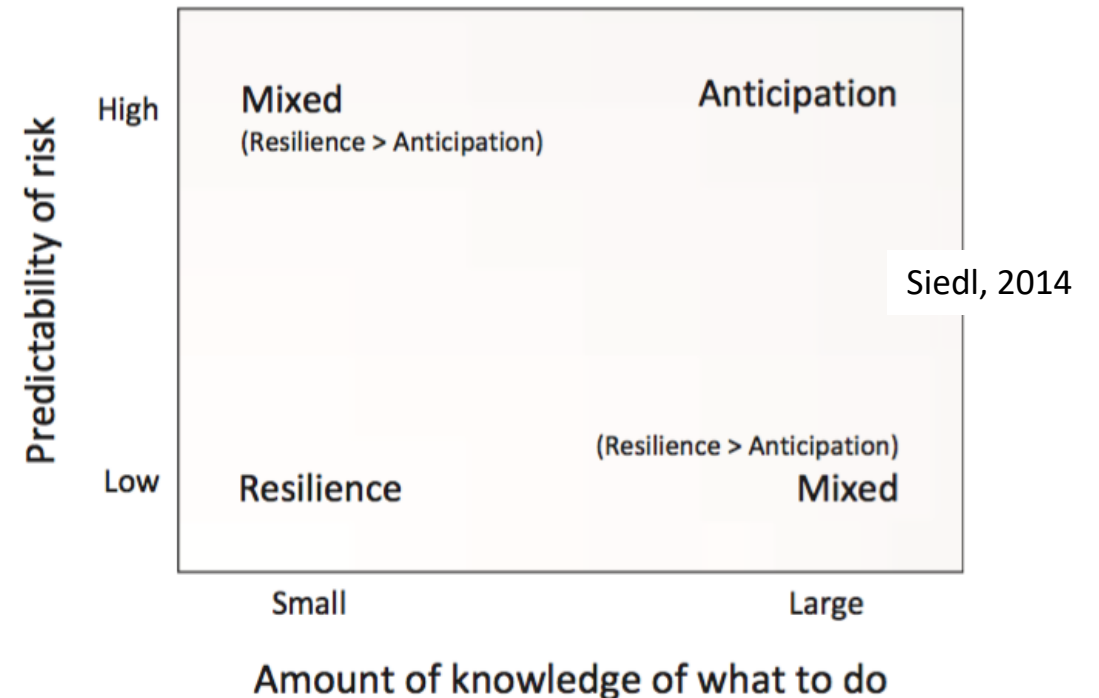 Predictability of risk
High
Mixed
(Resilience > Anticipation)
Anticipation
Siedl, 2014
(Resilience > Anticipation)
Low
Resilience
Mixed
Small
Large
Amount of knowledge of what to do